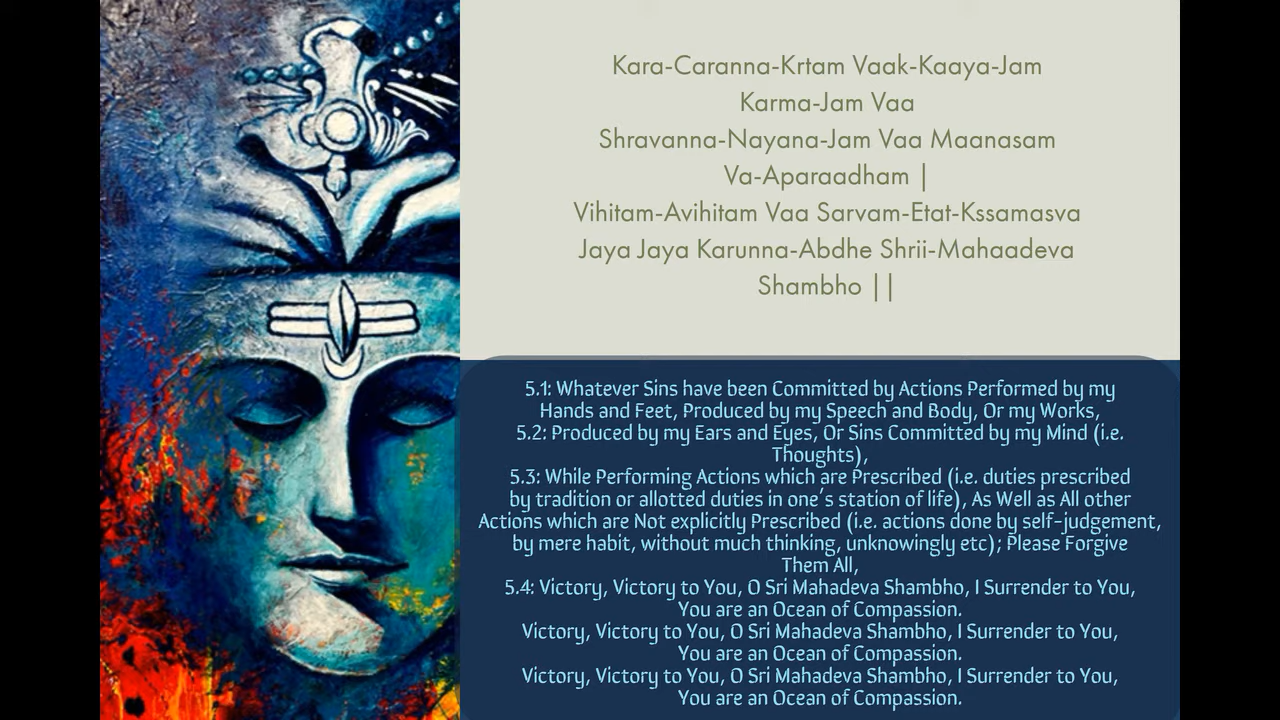 Kara-Caranna-Krtam Vaak-Kaaya-Jam
Karma-Jam Vaa
Shravanna-Nayana-Jam Vaa Maanasam
Va-Aparaadham |
Vihitam-Avihitam Vaa Sarvam-Etat-Kssamasva
Jaya Jaya Karunna-Abdhe Shrii-Mahaadeva
Shambho ||
5.1: Whatever Sins have been Committed by Actions Performed by my
Hands and Feet, Produced by my Speech and Body, Or my Works,
5.2: Produced by my Ears and Eyes, Or Sins Committed by my Mind (i.e.
Thoughts),
5.3: While Performing Actions which are Prescribed (i.e. duties prescribed
by tradition or allotted duties in one's station of life), As Well as All other
Actions which are Not explicitly Prescribed (i.e. actions done by self-judgement,
by mere habit, without much thinking, unknowingly etc); Please Forgive
Them All,
5.4: Victory, Victory to You, O Sri Mahadeva Shambho, I Surrender to You,
You are an Ocean of Compassion.
Victory, Victory to You, O Sri Mahadeva Shambho, I Surrender to You,
You are an Ocean of Compassion.
Victory, Victory to You, O Sri Mahadeva Shambho, I Surrender to You,
You are an Ocean of Compassion.